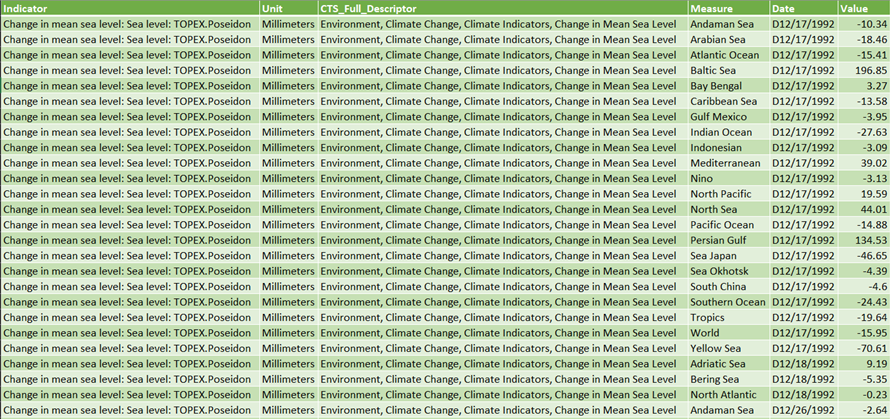 Indicator Unit CTS_Full_Descriptor Measure Date Value
Change in mean sea level: Sea level: TOPEX.Poseidon Millimeters Environment, Climate Change, Climate Indicators, Change in Mean Sea Level Andaman Sea D12/17/1992 -10.34
Change in mean sea level: Sea level: TOPEX.Poseidon Millimeters Environment, Climate Change, Climate Indicators, Change in Mean Sea Level Arabian Sea D12/17/1992 -18.46
Change in mean sea level: Sea level: TOPEX.Poseidon Millimeters Environment, Climate Change, Climate Indicators, Change in Mean Sea Level Atlantic Ocean D12/17/1992 -15.41
Change in mean sea level: Sea level: TOPEX.Poseidon Millimeters Environment, Climate Change, Climate Indicators, Change in Mean Sea Level Baltic Sea D12/17/1992 196.85
Change in mean sea level: Sea level: TOPEX.Poseidon Millimeters Environment, Climate Change, Climate Indicators, Change in Mean Sea Level Bay Bengal D12/17/1992 3.27
Change in mean sea level: Sea level: TOPEX.Poseidon Millimeters Environment, Climate Change, Climate Indicators, Change in Mean Sea Level Caribbean Sea D12/17/1992 -13.58
Change in mean sea level: Sea level: TOPEX.Poseidon Millimeters Environment, Climate Change, Climate Indicators, Change in Mean Sea Level Gulf Mexico D12/17/1992 -3.95
Change in mean sea level: Sea level: TOPEX.Poseidon Millimeters Environment, Climate Change, Climate Indicators, Change in Mean Sea Level Indian Ocean D12/17/1992 -27.63
Change in mean sea level: Sea level: TOPEX.Poseidon Millimeters Environment, Climate Change, Climate Indicators, Change in Mean Sea Level Indonesian D12/17/1992 -3.09
Change in mean sea level: Sea level: TOPEX.Poseidon Millimeters Environment, Climate Change, Climate Indicators, Change in Mean Sea Level Mediterranean D12/17/1992 39.02
Change in mean sea level: Sea level: TOPEX.Poseidon Millimeters Environment, Climate Change, Climate Indicators, Change in Mean Sea Level Nino D12/17/1992 -3.13
Change in mean sea level: Sea level: TOPEX.Poseidon Millimeters Environment, Climate Change, Climate Indicators, Change in Mean Sea Level North Pacific D12/17/1992 19.59
Change in mean sea level: Sea level: TOPEX.Poseidon Millimeters Environment, Climate Change, Climate Indicators, Change in Mean Sea Level North Sea D12/17/1992 44.01
Change in mean sea level: Sea level: TOPEX.Poseidon Millimeters Environment, Climate Change, Climate Indicators, Change in Mean Sea Level Pacific Ocean D12/17/1992 -14.88
Change in mean sea level: Sea level: TOPEX.Poseidon Millimeters Environment, Climate Change, Climate Indicators, Change in Mean Sea Level Persian Gulf D12/17/1992 134.53
Change in mean sea level: Sea level: TOPEX.Poseidon Millimeters Environment, Climate Change, Climate Indicators, Change in Mean Sea Level Sea Japan D12/17/1992 -46.65
Change in mean sea level: Sea level: TOPEX.Poseidon Millimeters Environment, Climate Change, Climate Indicators, Change in Mean Sea Level Sea Okhotsk D12/17/1992 -4.39
Change in mean sea level: Sea level: TOPEX.Poseidon Millimeters Environment, Climate Change, Climate Indicators, Change in Mean Sea Level South China D12/17/1992 -4.6
Change in mean sea level: Sea level: TOPEX.Poseidon Millimeters Environment, Climate Change, Climate Indicators, Change in Mean Sea Level Southern Ocean D12/17/1992 -24.43
Change in mean sea level: Sea level: TOPEX.Poseidon Millimeters Environment, Climate Change, Climate Indicators, Change in Mean Sea Level Tropics D12/17/1992 -19.64
Change in mean sea level: Sea level: TOPEX.Poseidon Millimeters Environment, Climate Change, Climate Indicators, Change in Mean Sea Level World D12/17/1992 -15.95
Change in mean sea level: Sea level: TOPEX.Poseidon Millimeters Environment, Climate Change, Climate Indicators, Change in Mean Sea Level Yellow Sea D12/17/1992 -70.61
Change in mean sea level: Sea level: TOPEX.Poseidon Millimeters Environment, Climate Change, Climate Indicators, Change in Mean Sea Level Adriatic Sea D12/18/1992 9.19
Change in mean sea level: Sea level: TOPEX.Poseidon Millimeters Environment, Climate Change, Climate Indicators, Change in Mean Sea Level Bering Sea D12/18/1992 -5.35
Change in mean sea level: Sea level: TOPEX.Poseidon Millimeters Environment, Climate Change, Climate Indicators, Change in Mean Sea Level North Atlantic D12/18/1992 -0.23
Change in mean sea level: Sea level: TOPEX.Poseidon Millimeters Environment, Climate Change, Climate Indicators, Change in Mean Sea Level Andaman Sea D12/26/1992 -2.6